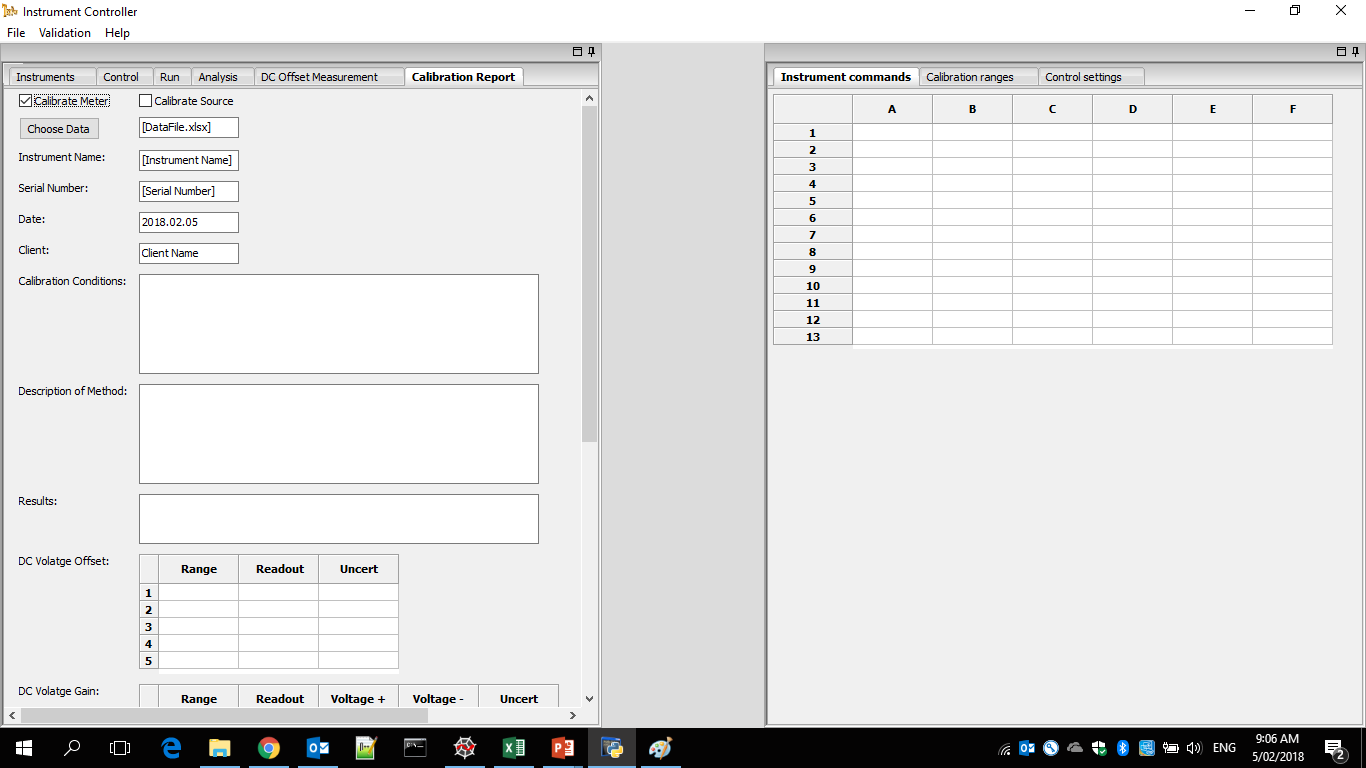 Instrument Controller
File Validation Help
Instruments Control Run Analysis DC Offset Measurement Calibration Report
Calibrate Meter Calibrate Source
Choose Data [DataFile.xlsx]
Instrument Name: [Instrument Name]
Serial Number: [Serial Number]
Date: 2018.02.05
Client: Client Name
Calibration Conditions:
Description of Method:
Results:
DC Volatge Offset:
Range Readout Uncert
1
2
3
4
5
DC Volatge Gain:
Range Readout Voltage + Voltage - Uncert
Instrument commands Calibration ranges Control settings
A B C D E F
1
2
3
4
5
6
7
8
9
10
11
12
13
ENG
9:06 AM
5/02/2018
2